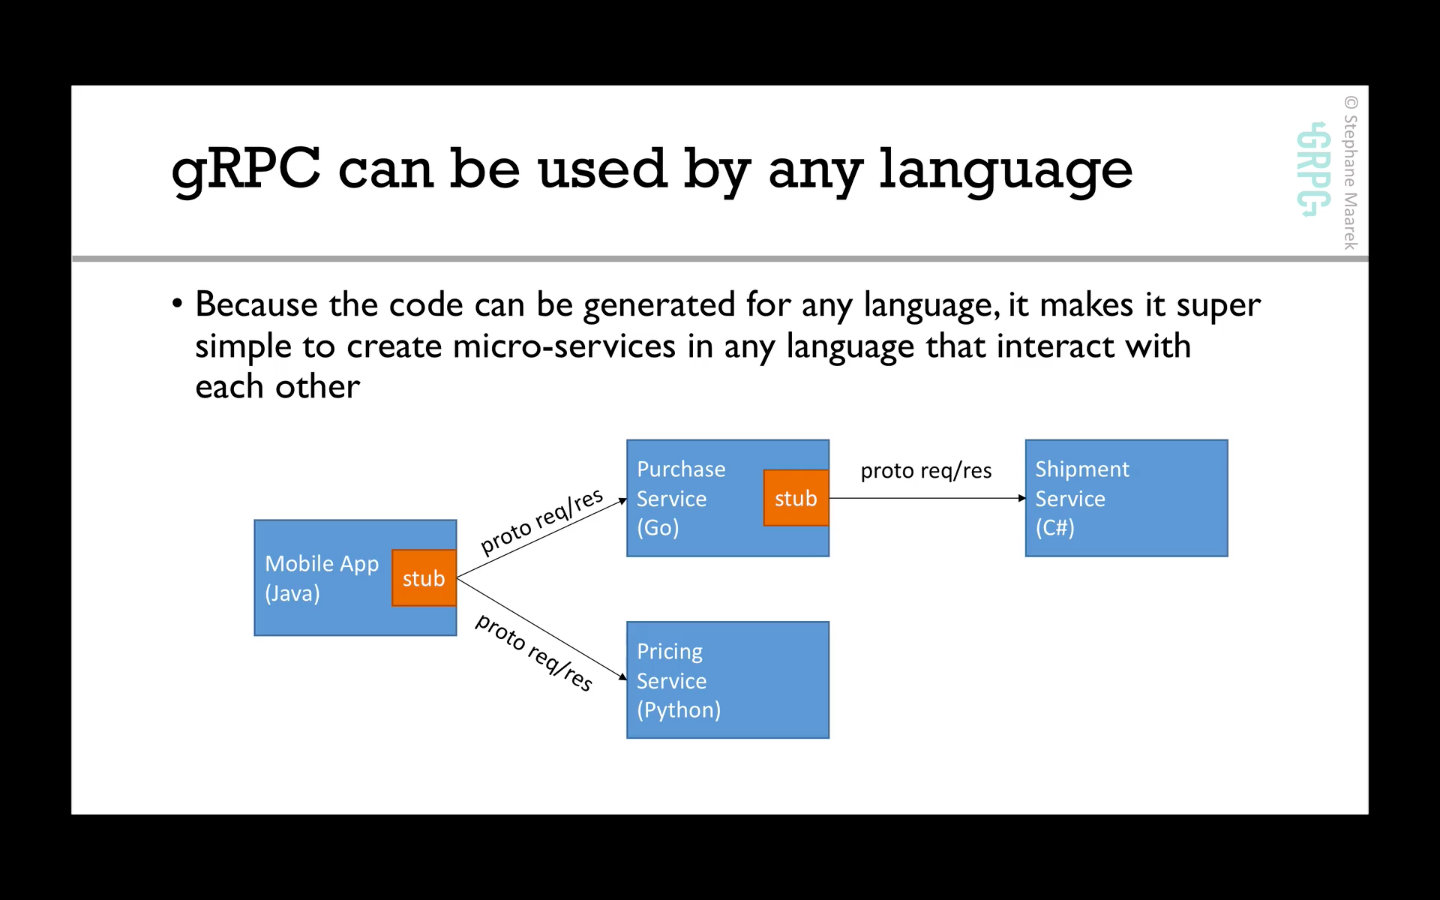 gRPC can be used by any language
© Stephane Maarek
GRPC
• Because the code can be generated for any language, it makes it super
simple to create micro-services in any language that interact with
each other
Mobile App
(Java)
stub
proto req/res
proto req/res
Purchase
Service
(Go)
stub
proto req/res
Shipment
Service
(C#)
Pricing
Service
(Python)